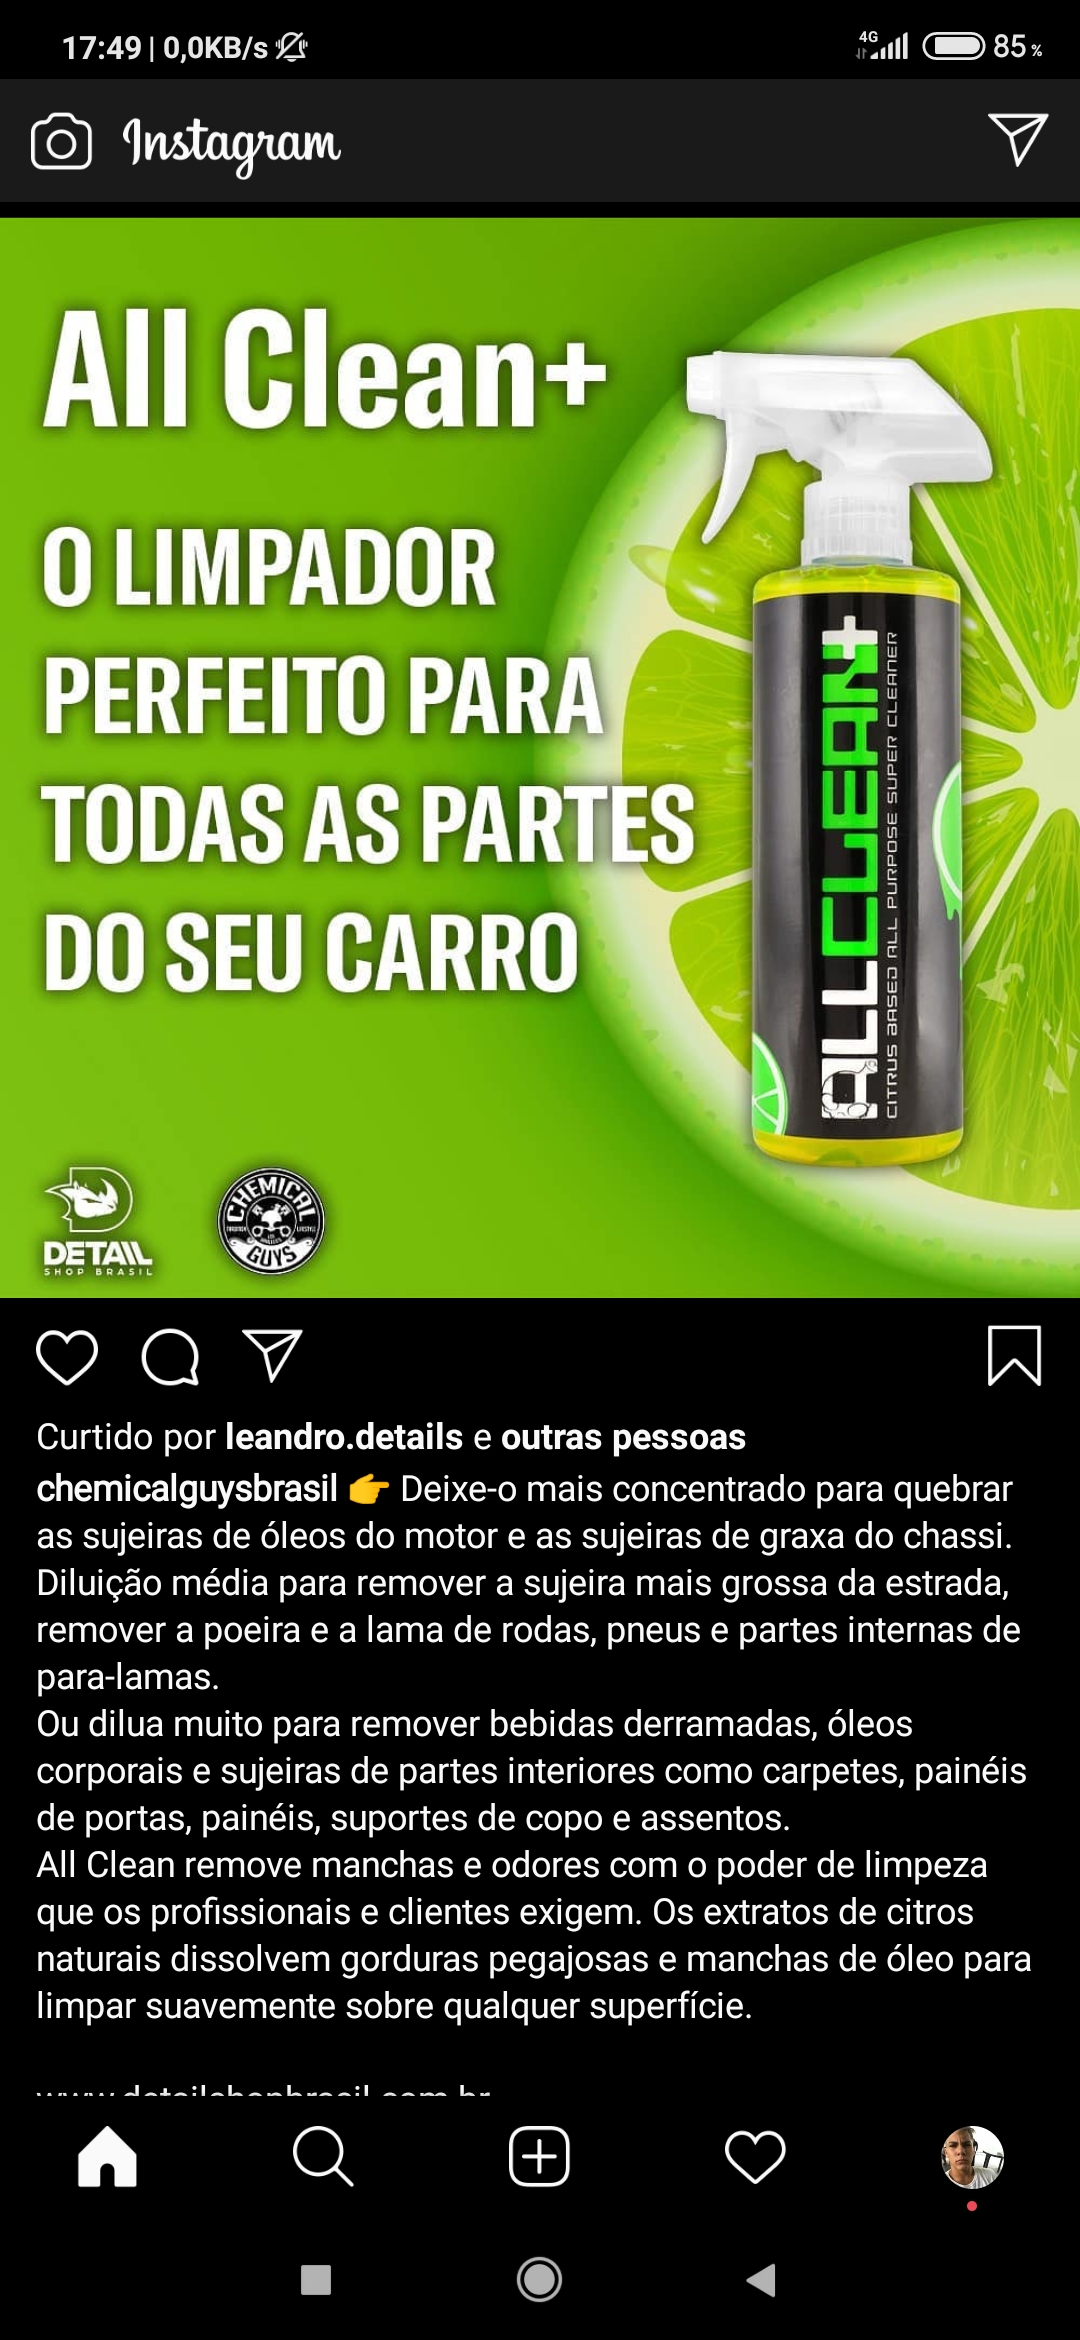 17:49 | 0,0KB/s
4G
85 %
Instagram
All Clean+
O LIMPADOR
PERFEITO PARA
TODAS AS PARTES
DO SEU CARRO
ALLCLEAN+
CITRUS BASED ALL PURPOSE SUPER CLEANER
DETAIL
SHOP BRASIL
CHEMICAL
GUYS
Curtido por leandro.details e outras pessoas
chemicalguysbrasil 👉 Deixe-o mais concentrado para quebrar
as sujeiras de óleos do motor e as sujeiras de graxa do chassi.
Diluição média para remover a sujeira mais grossa da estrada,
remover a poeira e a lama de rodas, pneus e partes internas de
para-lamas.
Ou dilua muito para remover bebidas derramadas, óleos
corporais e sujeiras de partes interiores como carpetes, painéis
de portas, painéis, suportes de copo e assentos.
All Clean remove manchas e odores com o poder de limpeza
que os profissionais e clientes exigem. Os extratos de citros
naturais dissolvem gorduras pegajosas e manchas de óleo para
limpar suavemente sobre qualquer superfície.
www.detailshopbrasil.com.br